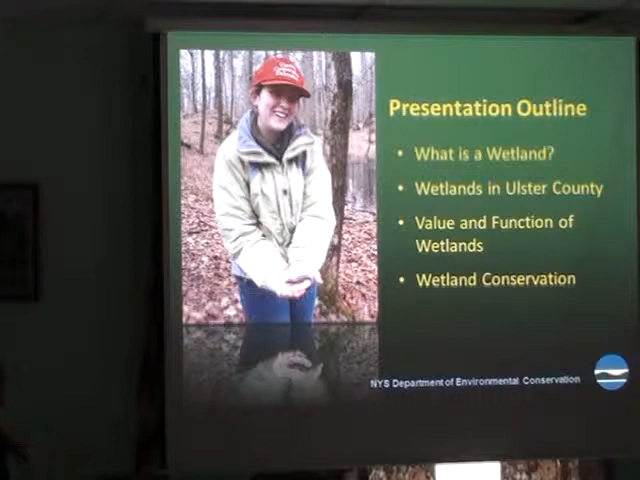 Presentation Outline
• What is a Wetland?
• Wetlands in Ulster County
• Value and Function of
Wetlands
• Wetland Conservation
NYS Department of Environmental Conservation